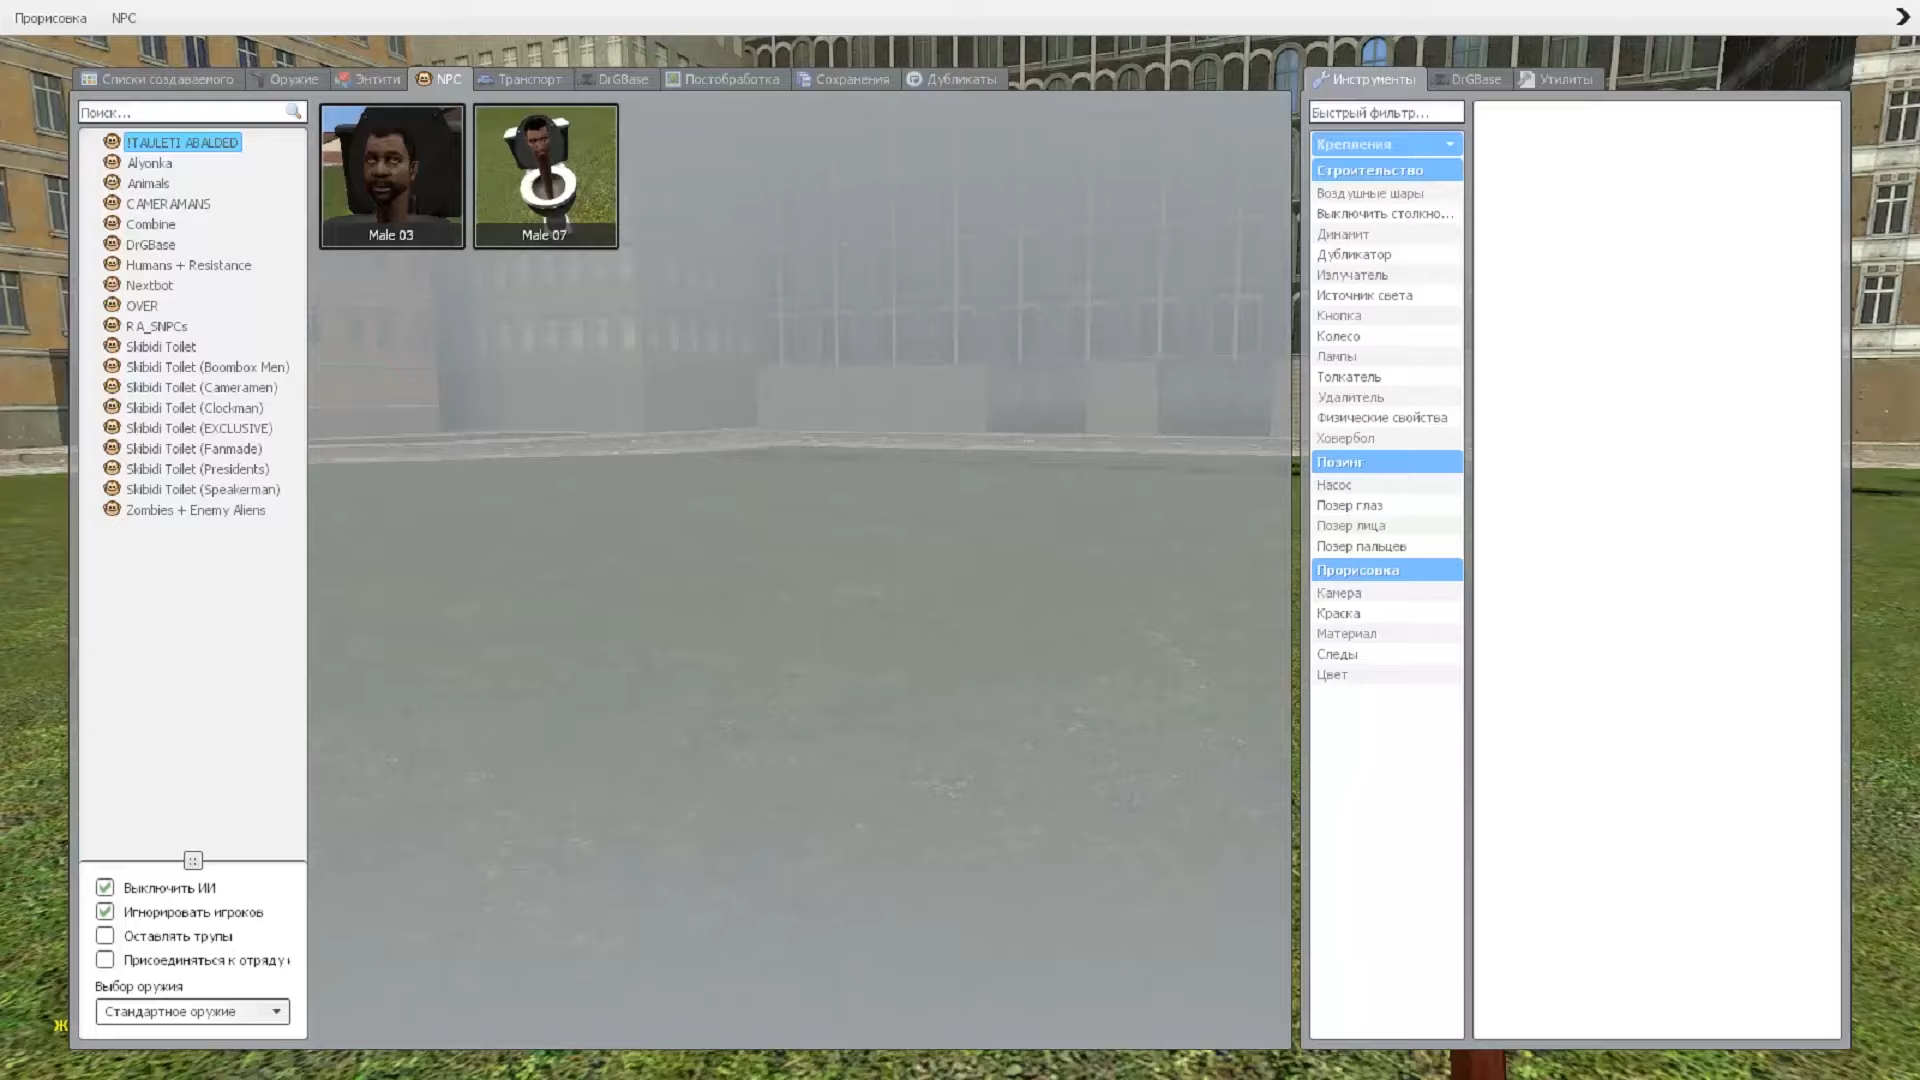 Прорисовка NPC
Списки создаваемого Оружие Энтити NPC Транспорт DrGBase Постобработка Сохранения Дубликаты
Инструменты DrGBase Утилиты
Поиск...
!TAULETI ABALDED
Alyonka
Animals
CAMERAMANS
Combine
DrGBase
Humans + Resistance
Nextbot
OVER
RA_SNPCs
Skibidi Toilet
Skibidi Toilet (Boombox Men)
Skibidi Toilet (Cameramen)
Skibidi Toilet (Clockman)
Skibidi Toilet (EXCLUSIVE)
Skibidi Toilet (Fanmade)
Skibidi Toilet (Presidents)
Skibidi Toilet (Speakerman)
Zombies + Enemy Aliens
Выключить ИИ
Игнорировать игроков
Оставлять трупы
Присоединяться к отряду
Выбор оружия
Стандартное оружие
Ж
Male 03
Male 07
Быстрый фильтр...
Крепления
Строительство
Воздушные шары
Выключить столкно...
Динамит
Дубликатор
Излучатель
Источник света
Кнопка
Колесо
Лампы
Толкатель
Удалитель
Физические свойства
Ховербол
Позинг
Насос
Позер глаз
Позер лица
Позер пальцев
Прорисовка
Камера
Краска
Материал
Следы
Цвет